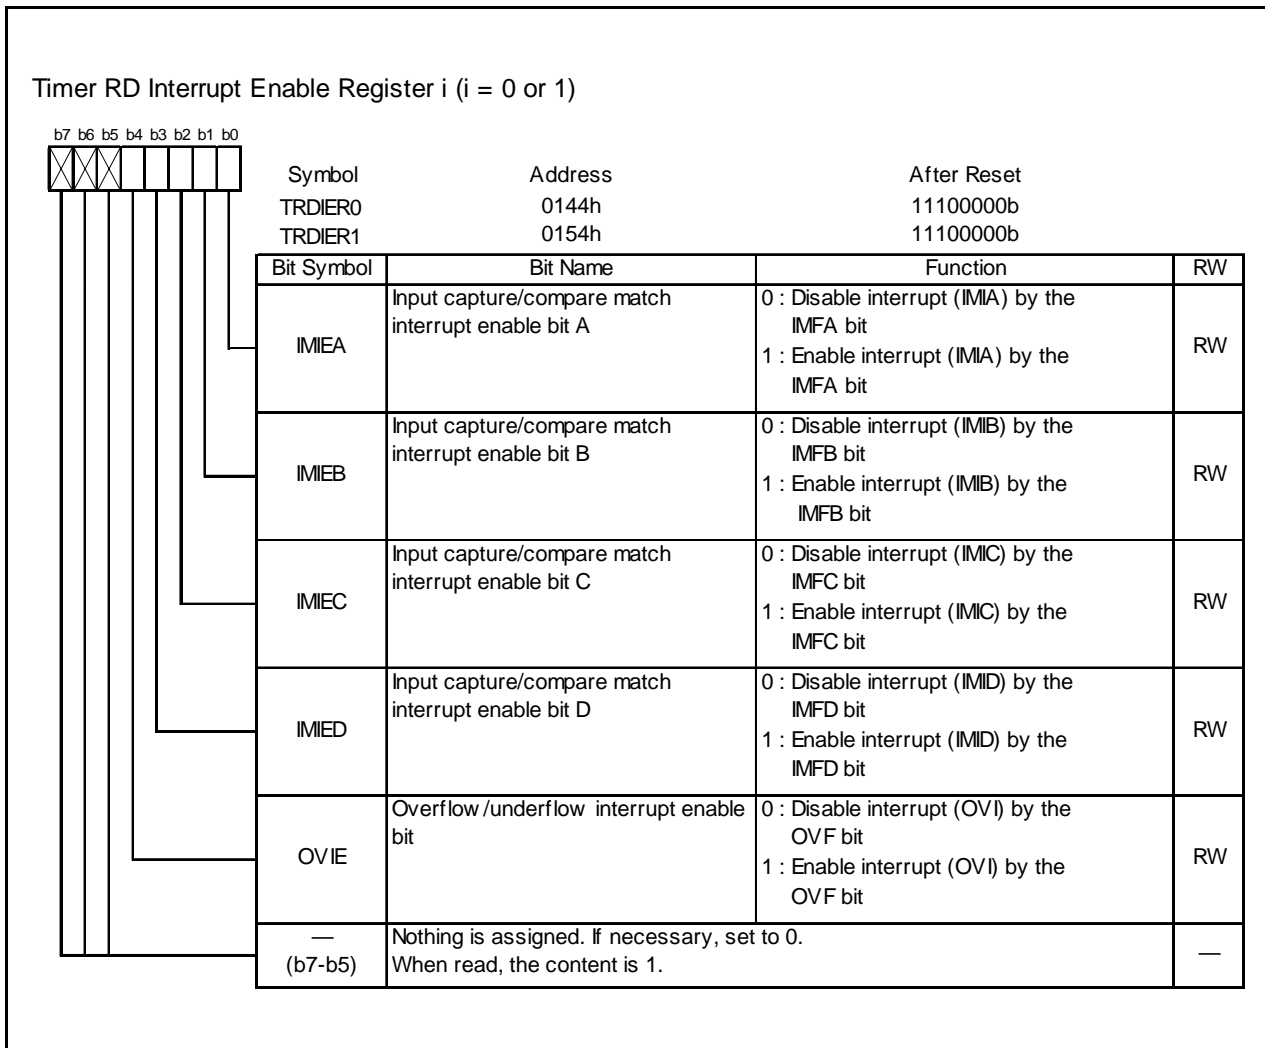 Timer RD Interrupt Enable Register i (i = 0 or 1)
b7 b6 b5 b4 b3 b2 b1 b0
Symbol Address After Reset
TRDIER0 0144h 11100000b
TRDIER1 0154h 11100000b
Bit Symbol Bit Name Function RW
IMIEA
Input capture/compare match
interrupt enable bit A
0 : Disable interrupt (IMIA) by the
IMFA bit
1 : Enable interrupt (IMIA) by the
IMFA bit
RW
IMIEB
Input capture/compare match
interrupt enable bit B
0 : Disable interrupt (IMIB) by the
IMFB bit
1 : Enable interrupt (IMIB) by the
IMFB bit
RW
IMIEC
Input capture/compare match
interrupt enable bit C
0 : Disable interrupt (IMIC) by the
IMFC bit
1 : Enable interrupt (IMIC) by the
IMFC bit
RW
IMIED
Input capture/compare match
interrupt enable bit D
0 : Disable interrupt (IMID) by the
IMFD bit
1 : Enable interrupt (IMID) by the
IMFD bit
RW
OVIE
Overflow/underflow interrupt enable
bit
0 : Disable interrupt (OVI) by the
OVF bit
1 : Enable interrupt (OVI) by the
OVF bit
RW
—
(b7-b5)
Nothing is assigned. If necessary, set to 0.
When read, the content is 1.
—